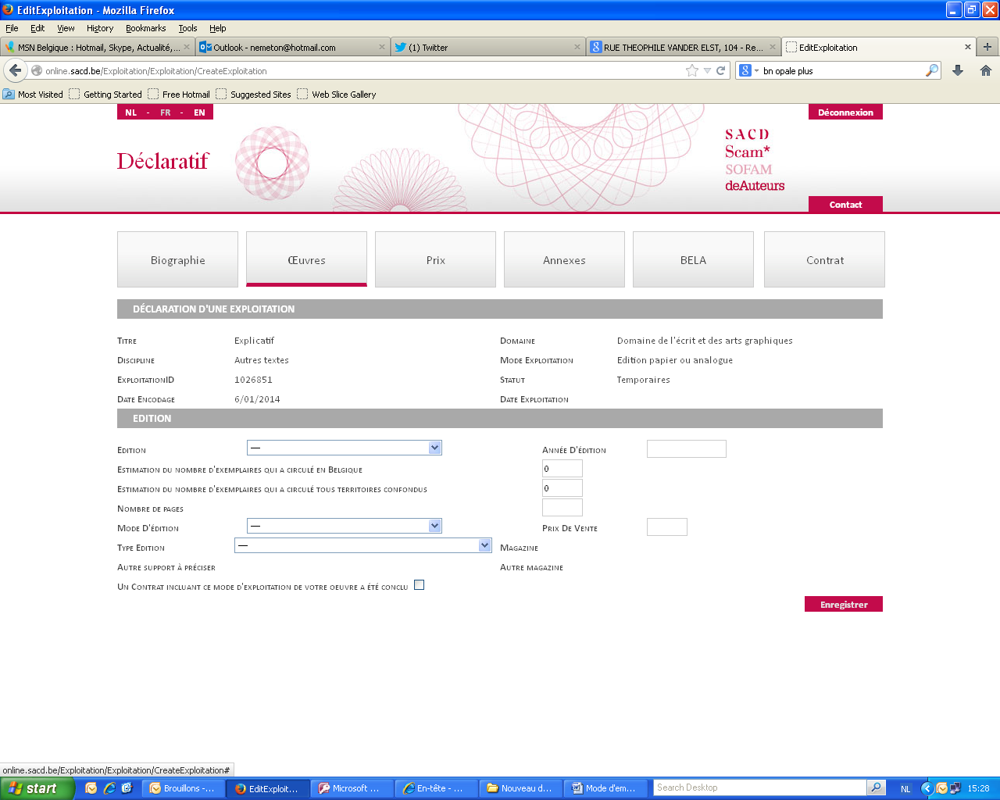 EditExploitation - Mozilla Firefox
File Edit View History Bookmarks Tools Help
MSN Belgique : Hotmail, Skype, Actualité,... Outlook - nemeton@hotmail.com (1) Twitter RUE THEOPHILE VANDER ELST, 104 - Re... EditExploitation
online.sacd.be/Exploitation/Exploitation/CreateExploitation bn opale plus
Most Visited Getting Started Free Hotmail Suggested Sites Web Slice Gallery
NL - FR - EN Déconnexion
Déclaratif
SACD
Scam*
SOFAM
deAuteurs
Contact
Biographie Œuvres Prix Annexes BELA Contrat
DÉCLARATION D'UNE EXPLOITATION
Titre Explicatif Domaine Domaine de l'écrit et des arts graphiques
Discipline Autres textes Mode Exploitation Edition papier ou analogue
ExploitationID 1026851 Statut Temporaires
Date Encodage 6/01/2014 Date Exploitation
EDITION
Edition --- Année D'édition
Estimation du nombre d'exemplaires qui a circulé en Belgique 0
Estimation du nombre d'exemplaires qui a circulé tous territoires confondus 0
Nombre de pages
Mode D'édition --- Prix De Vente
Type Edition --- Magazine
Autre support à préciser Autre magazine
Un Contrat incluant ce mode d'exploitation de votre oeuvre a été conclu
Enregistrer
online.sacd.be/Exploitation/Exploitation/CreateExploitation#
start Brouillons -... EditExploit... Microsoft ... En-tête - ... Nouveau d... Mode d'em... Search Desktop NL 15:28